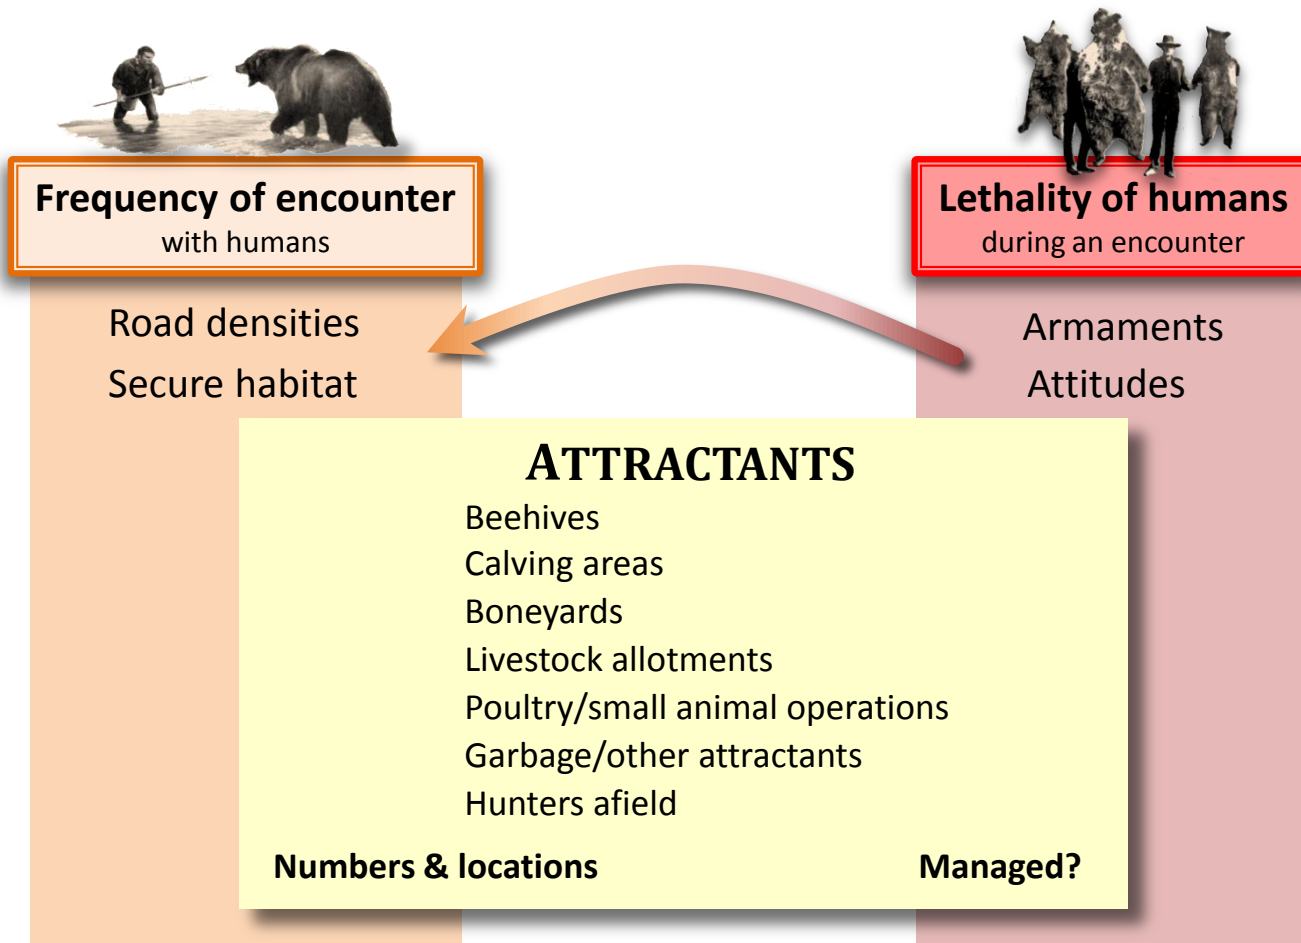 Frequency of encounter
with humans
Lethality of humans
during an encounter
Road densities
Secure habitat
Armaments
Attitudes
ATTRACTANTS
Beehives
Calving areas
Boneyards
Livestock allotments
Poultry/small animal operations
Garbage/other attractants
Hunters afield
Numbers & locations
Managed?